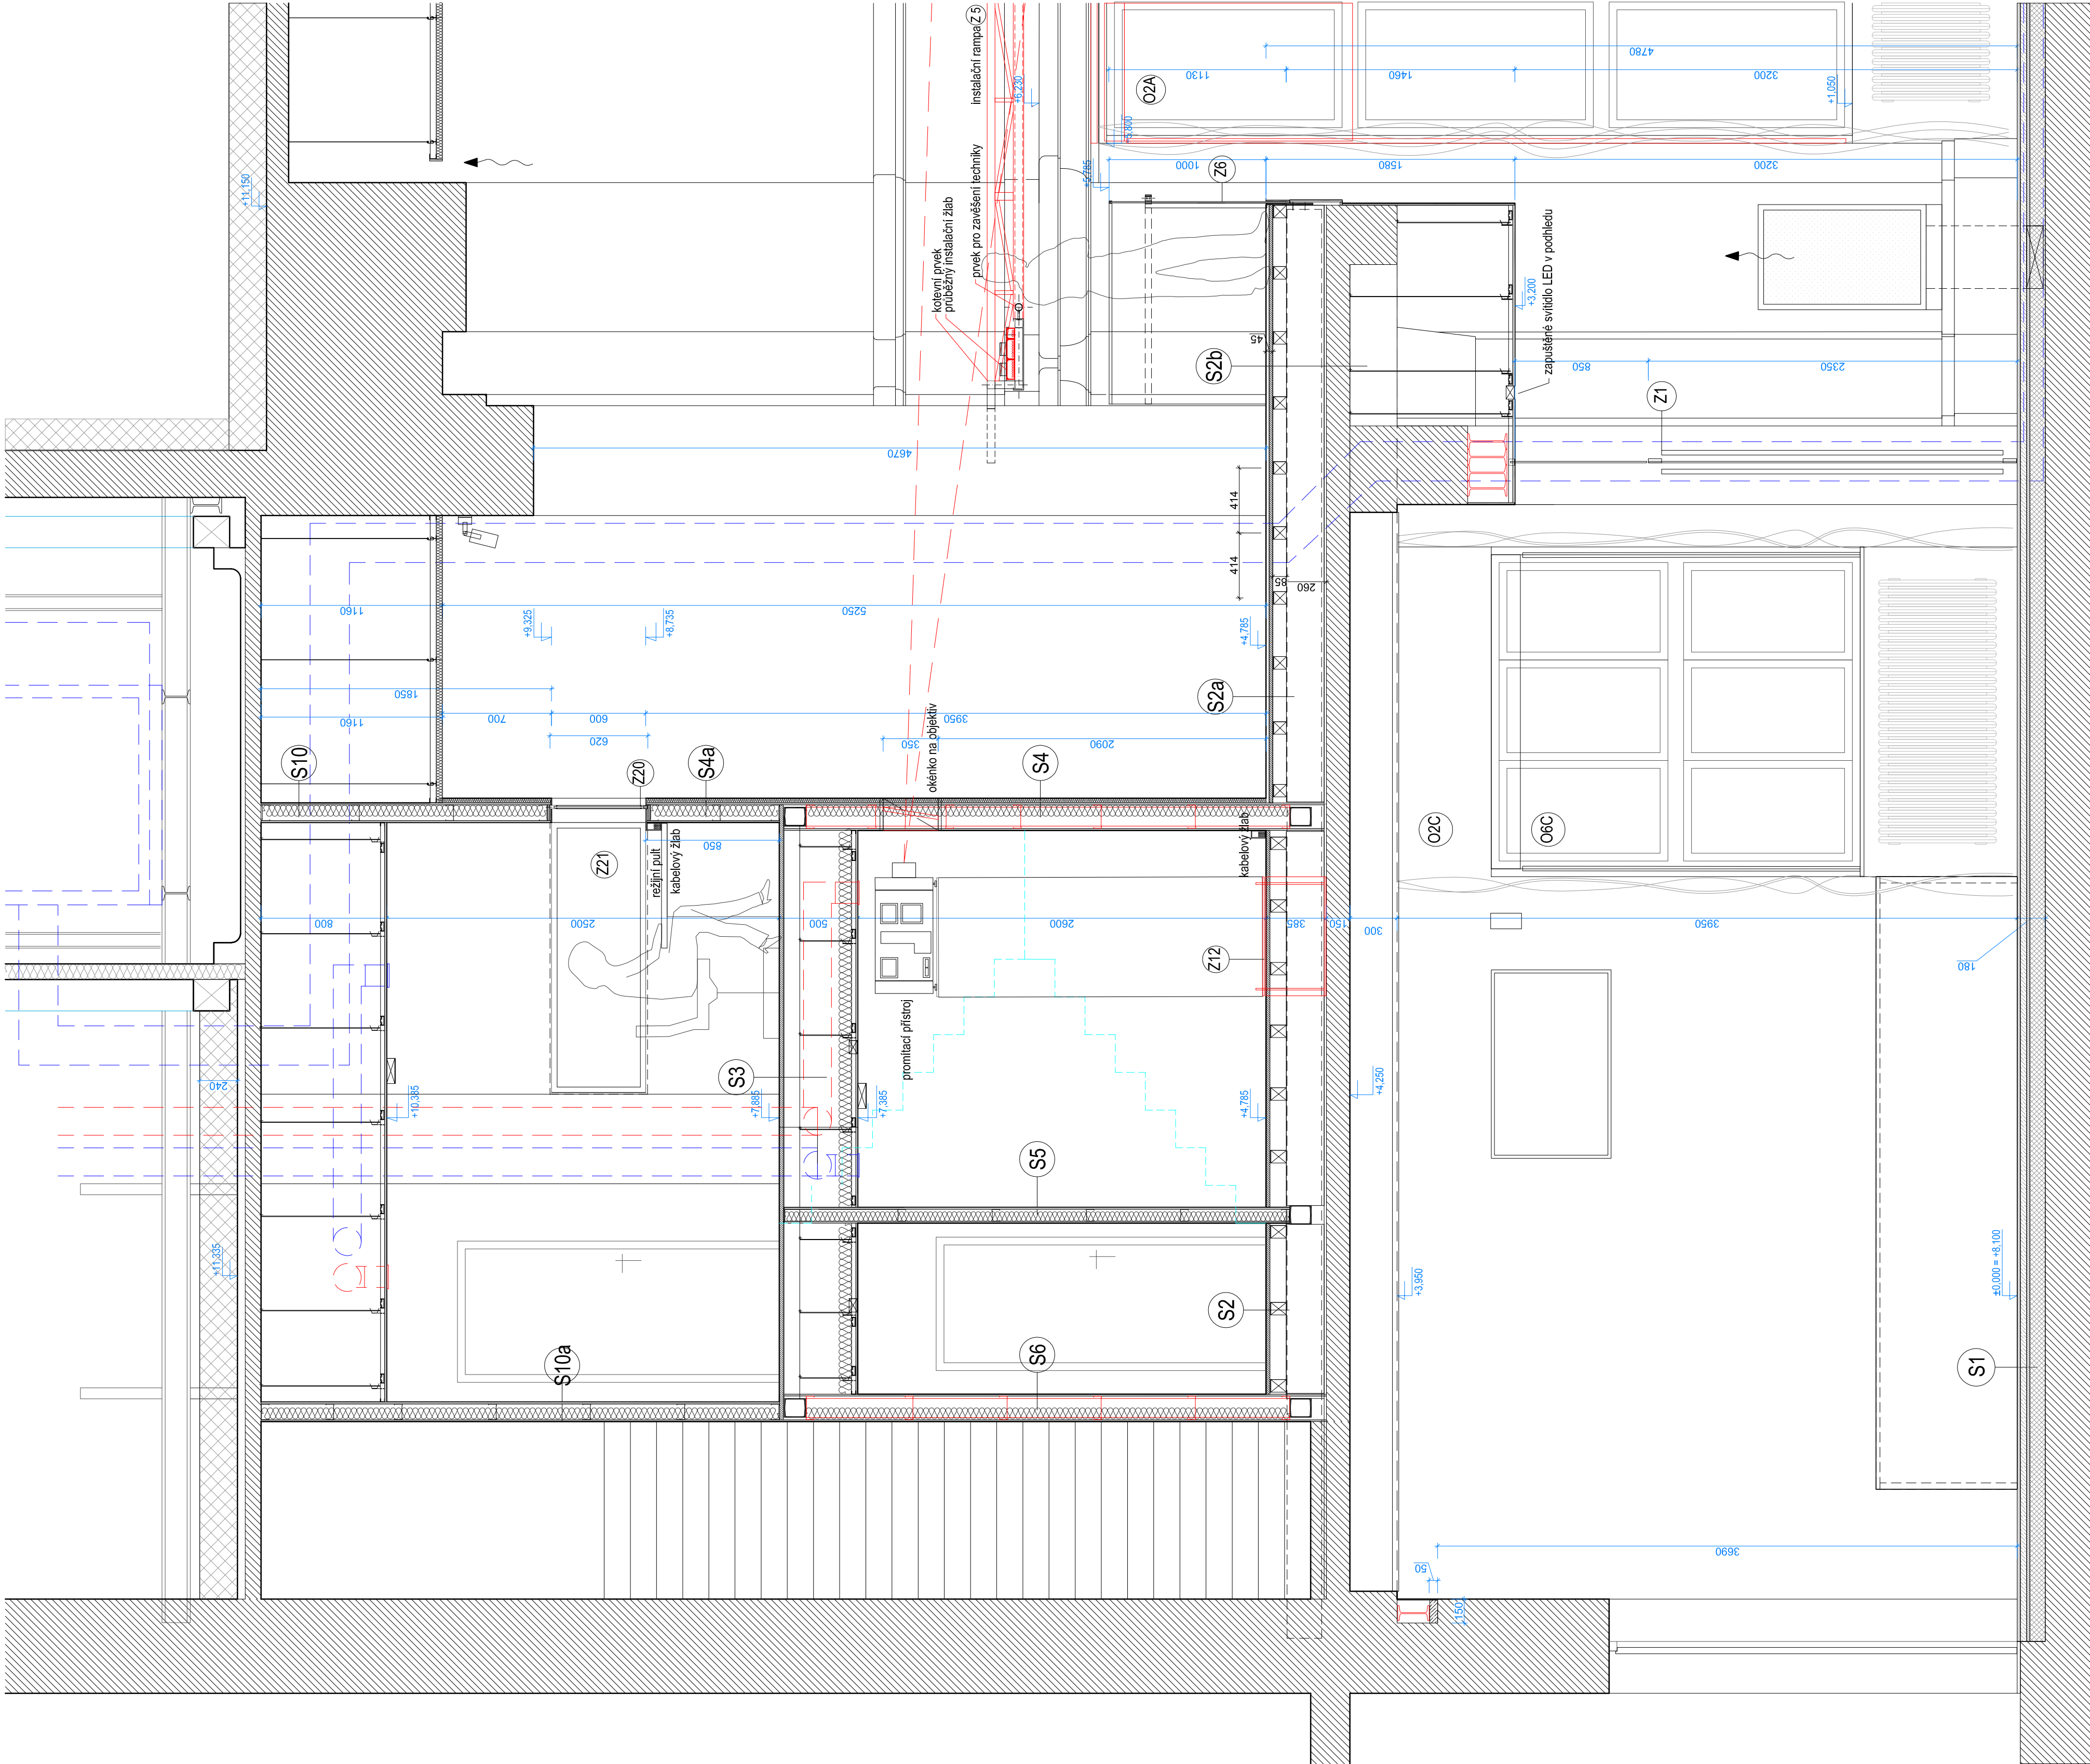 instalační rampa
Z 5
+6,230
+11,150
O2A
1130
1460
3200
4780
+1,050
+5,800
+5,785
1000
Z6
1580
3200
kotevní prvek
průběžný instalační žlab
prvek pro zavěšení techniky
+3,200
zapuštěné svítidlo LED v podhledu
45
S2b
850
2350
Z1
4670
414
414
85
260
1160
5250
+9,325
+8,735
+4,785
1850
1160
700
600
3950
620
350
2090
okénko na objektiv
S2a
S10
Z20
S4a
S4
O2C
O6C
Z21
režijní pult
kabelový žlab
850
kabelový žlab
800
2500
500
2600
385
150
300
3950
180
Z12
promítací přístroj
S3
240
+10,385
+7,885
+7,385
+4,785
+4,250
S5
+11,335
+3,950
±0,000 = +8,100
S10a
S6
S2
S1
50
150
3690